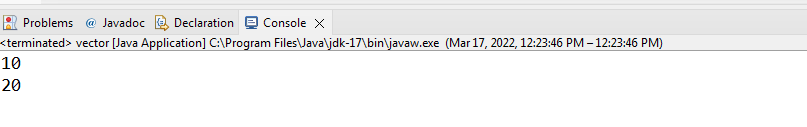 Problems @ Javadoc Declaration Console
<terminated> vector [Java Application] C:\Program Files\Java\jdk-17\bin\javaw.exe (Mar 17, 2022, 12:23:46 PM – 12:23:46 PM)
10
20